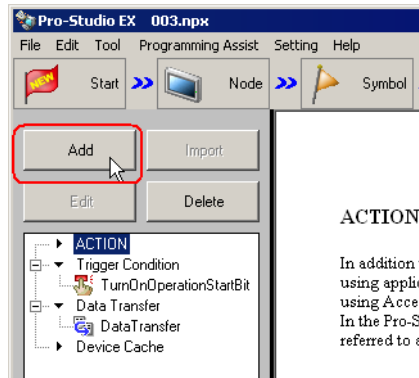 Pro-Studio EX 003.npx
File Edit Tool Programming Assist Setting Help
NEW Start Node Symbol
Add Import
Edit Delete
ACTION
Trigger Condition
TurnOnOperationStartBit
Data Transfer
DataTransfer
Device Cache
ACTION
In addition
using appli
using Acce
In the Pro-S
referred to a